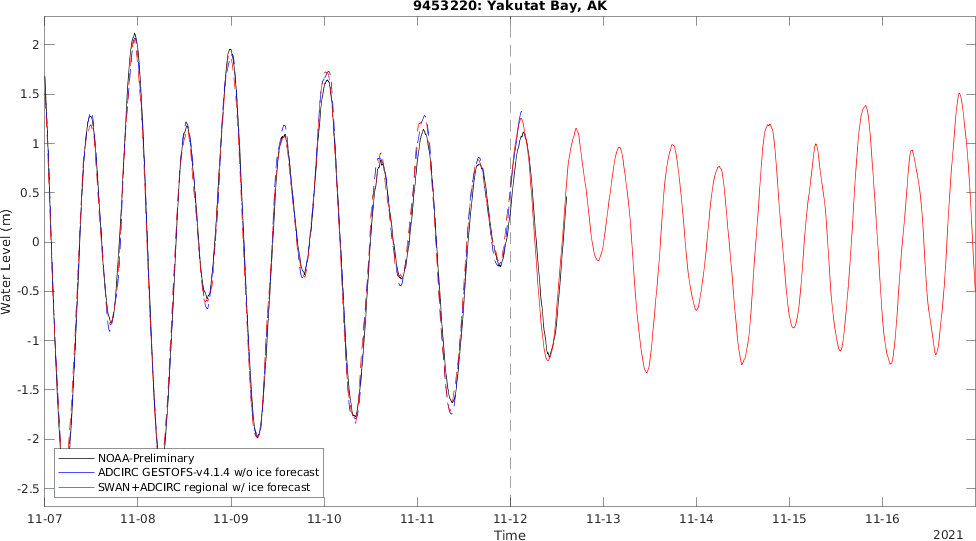 9453220: Yakutat Bay, AK
2
1.5
1
0.5
0
-0.5
-1
-1.5
-2
-2.5
Water Level (m)
NOAA-Preliminary
ADCIRC GESTOFS-v4.1.4 w/o ice forecast
SWAN+ADCIRC regional w/ ice forecast
11-07 11-08 11-09 11-10 11-11 11-12 11-13 11-14 11-15 11-16
Time
2021